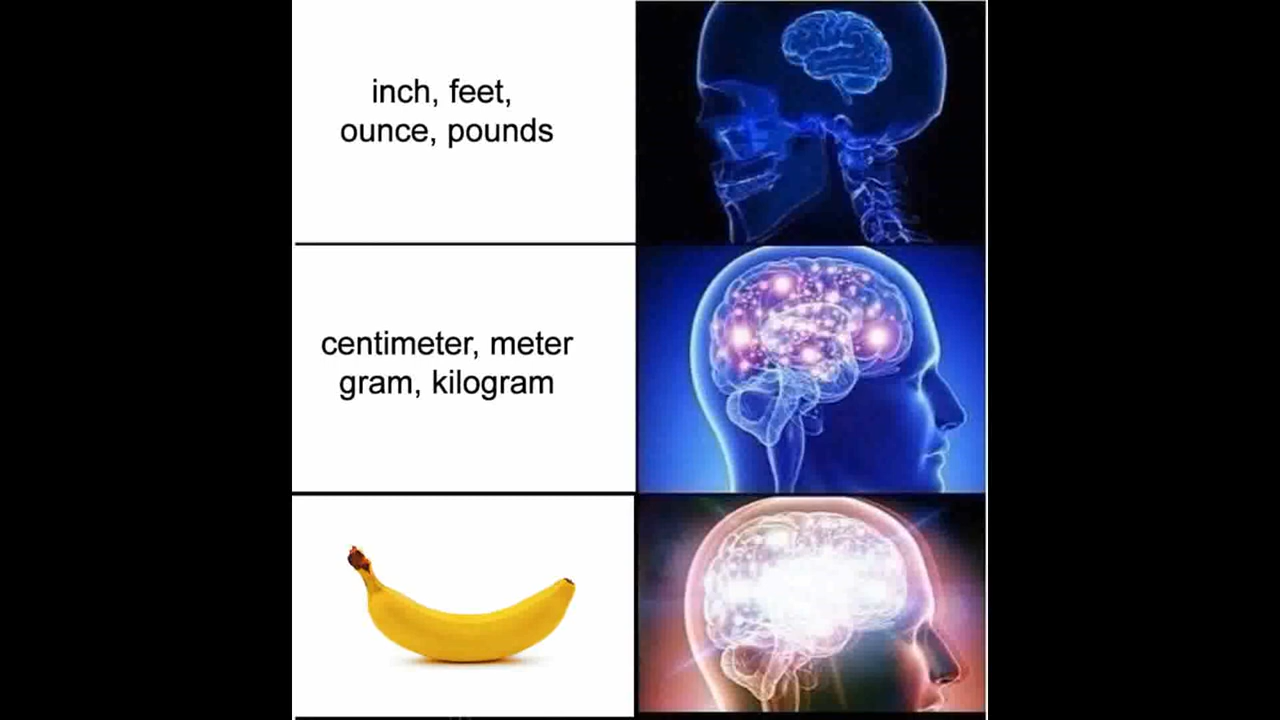 inch, feet,
ounce, pounds
centimeter, meter
gram, kilogram